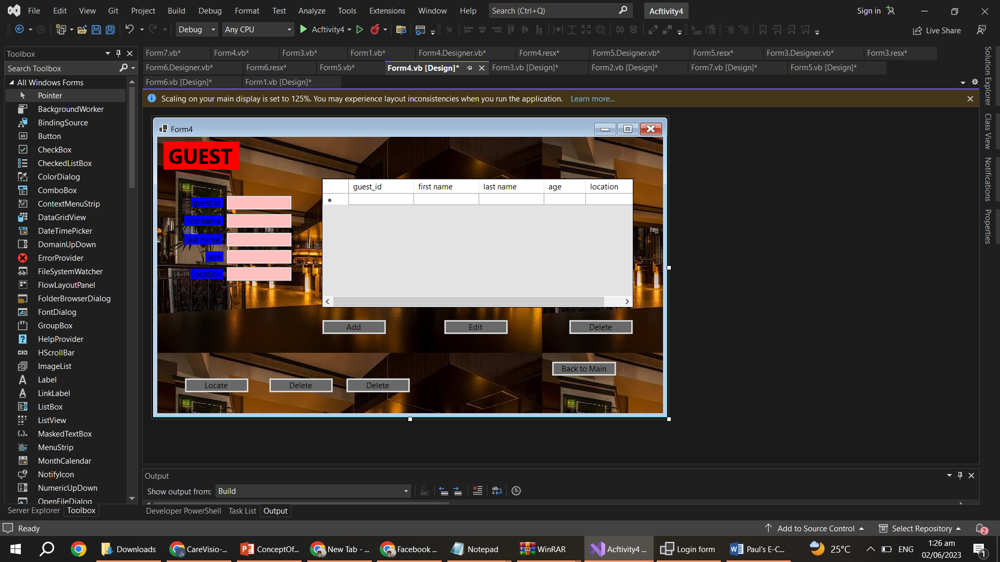 File Edit View Git Project Build Debug Format Test Analyze Tools Extensions Window Help Search (Ctrl+Q) Acftivity4 Sign in
Debug Any CPU Acftivity4 Live Share
Toolbox
Search Toolbox
All Windows Forms
Pointer
BackgroundWorker
BindingSource
Button
CheckBox
CheckedListBox
ColorDialog
ComboBox
ContextMenuStrip
DataGridView
DateTimePicker
DomainUpDown
ErrorProvider
FileSystemWatcher
FlowLayoutPanel
FolderBrowserDialog
FontDialog
GroupBox
HelpProvider
HScrollBar
ImageList
Label
LinkLabel
ListBox
ListView
MaskedTextBox
MenuStrip
MonthCalendar
NotifyIcon
NumericUpDown
OpenFileDialog
Server Explorer Toolbox
Form7.vb* Form4.vb* Form3.vb* Form1.vb* Form4.Designer.vb* Form4.resx* Form5.Designer.vb* Form5.resx* Form3.Designer.vb* Form3.resx*
Form6.Designer.vb* Form6.resx* Form5.vb* Form4.vb [Design]* Form3.vb [Design]* Form2.vb [Design]* Form7.vb [Design]* Form5.vb [Design]*
Form6.vb [Design]* Form1.vb [Design]*
Scaling on your main display is set to 125%. You may experience layout inconsistencies when you run the application. Learn more...
Form4
GUEST
guest_id first name last name age location
guest id
first name
last name
age
location
Add Edit Delete
Back to Main
Locate Delete Delete
Solution Explorer
Class View
Notifications
Properties
Output
Show output from: Build
Developer PowerShell Task List Output
Ready Add to Source Control Select Repository 2
Downloads CareVisio-... ConceptOf... New Tab - ... Facebook ... Notepad WinRAR Acftivity4 ... Login form Paul's E-C... 25°C ENG 1:26 am
02/06/2023 1